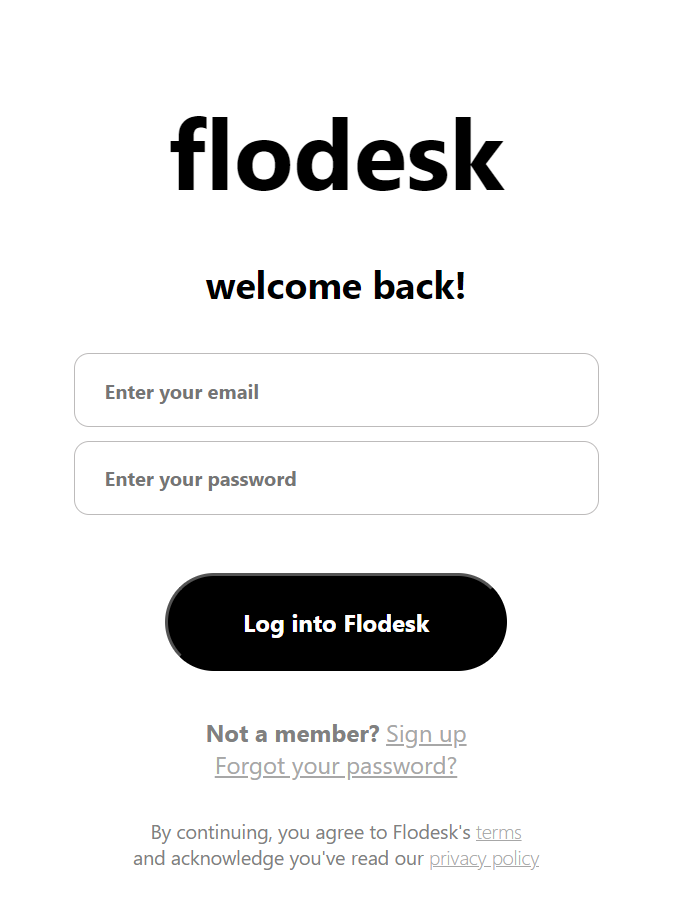 flodesk
welcome back!
Enter your email
Enter your password
Log into Flodesk
Not a member? Sign up
Forgot your password?
By continuing, you agree to Flodesk's terms
and acknowledge you've read our privacy policy